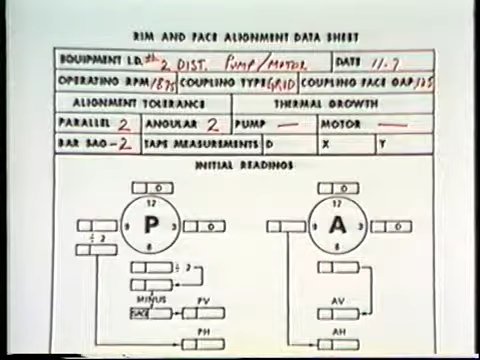 RIM AND FACE ALIGNMENT DATA SHEET
EQUIPMENT I.D. #2 DIST. PUMP/MOTOR DATE 11-7
OPERATING RPM 1875 COUPLING TYPE GRID COUPLING FACE GAP .125
ALIGNMENT TOLERANCE THERMAL GROWTH
PARALLEL 2 ANGULAR 2 PUMP — MOTOR —
BAR SAG -2 TAPE MEASUREMENTS D X Y
INITIAL READINGS
0 0
12 12
9 P 3 0 9 A 3 0
6 6
÷ 2
÷ 2
MINUS
PV AV
PH AH